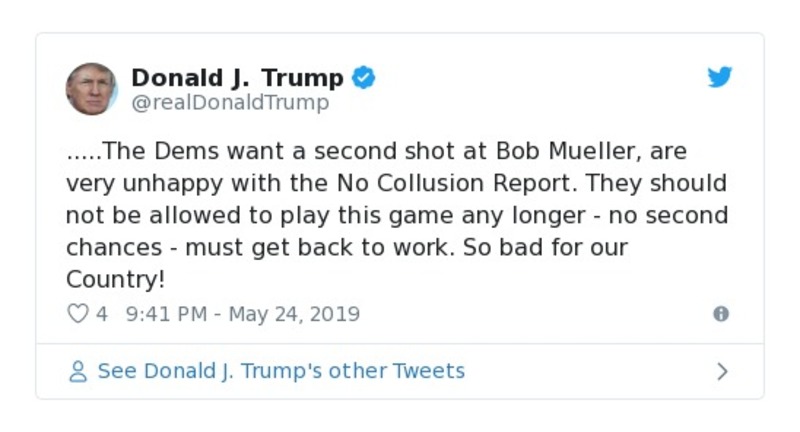 Donald J. Trump
@realDonaldTrump
.....The Dems want a second shot at Bob Mueller, are
very unhappy with the No Collusion Report. They should
not be allowed to play this game any longer - no second
chances - must get back to work. So bad for our
Country!
4 9:41 PM - May 24, 2019
See Donald J. Trump's other Tweets